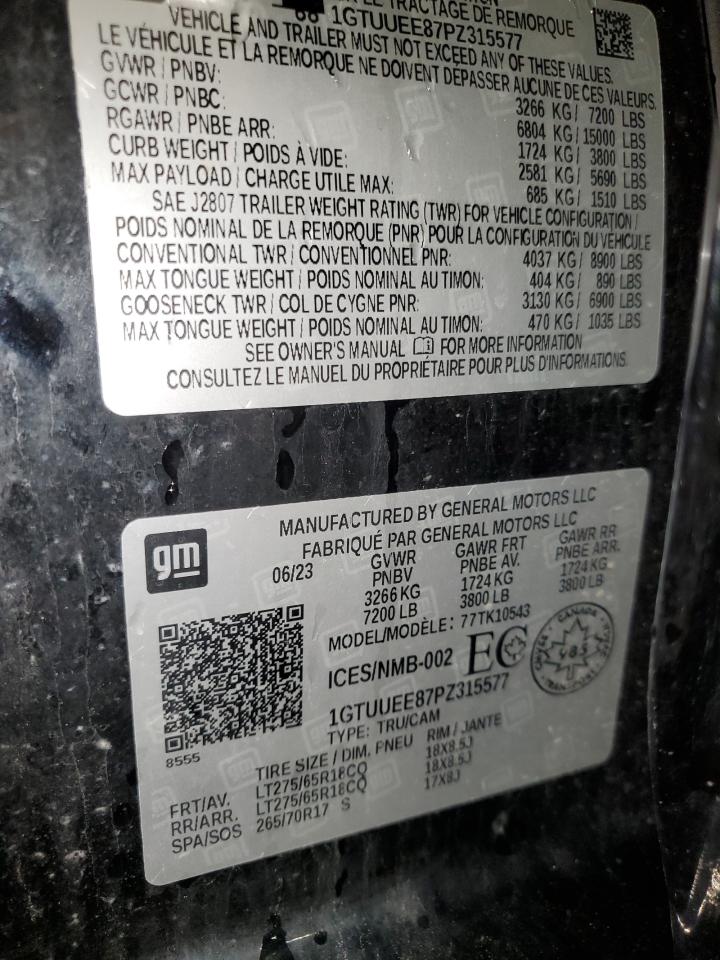 LE TRACTAGE DE REMORQUE
1GTUUEE87PZ315577
VEHICLE AND TRAILER MUST NOT EXCEED ANY OF THESE VALUES.
LE VÉHICULE ET LA REMORQUE NE DOIVENT DÉPASSER AUCUNE DE CES VALEURS.
GVWR / PNBV: 3266 KG/ 7200 LBS
GCWR / PNBC: 6804 KG/ 15000 LBS
RGAWR / PNBE ARR: 1724 KG/ 3800 LBS
CURB WEIGHT / POIDS À VIDE: 2581 KG/ 5690 LBS
MAX PAYLOAD / CHARGE UTILE MAX: 685 KG/ 1510 LBS
SAE J2807 TRAILER WEIGHT RATING (TWR) FOR VEHICLE CONFIGURATION /
POIDS NOMINAL DE LA REMORQUE (PNR) POUR LA CONFIGURATION DU VÉHICULE
CONVENTIONAL TWR / CONVENTIONNEL PNR: 4037 KG/ 8900 LBS
MAX TONGUE WEIGHT / POIDS NOMINAL AU TIMON: 404 KG/ 890 LBS
GOOSENECK TWR / COL DE CYGNE PNR: 3130 KG/ 6900 LBS
MAX TONGUE WEIGHT / POIDS NOMINAL AU TIMON: 470 KG/ 1035 LBS
SEE OWNER'S MANUAL FOR MORE INFORMATION
CONSULTEZ LE MANUEL DU PROPRIÉTAIRE POUR PLUS D'INFORMATIONS.
gm
MANUFACTURED BY GENERAL MOTORS LLC
FABRIQUÉ PAR GENERAL MOTORS LLC
06/23 GVWR GAWR FRT GAWR RR
PNBV PNBE AV. PNBE ARR.
3266 KG 1724 KG 1724 KG
7200 LB 3800 LB 3800 LB
MODEL/MODÈLE: 77TK10543
ICES/NMB-002 EC
CANADA
1GTUUEE87PZ315577
TYPE: TRU/CAM
8555
TIRE SIZE / DIM. PNEU RIM / JANTE
FRT/AV. LT275/65R18CQ 18X8.5J
RR/ARR. LT275/65R18CQ 18X8.5J
SPA/SOS 265/70R17 S 17X8J